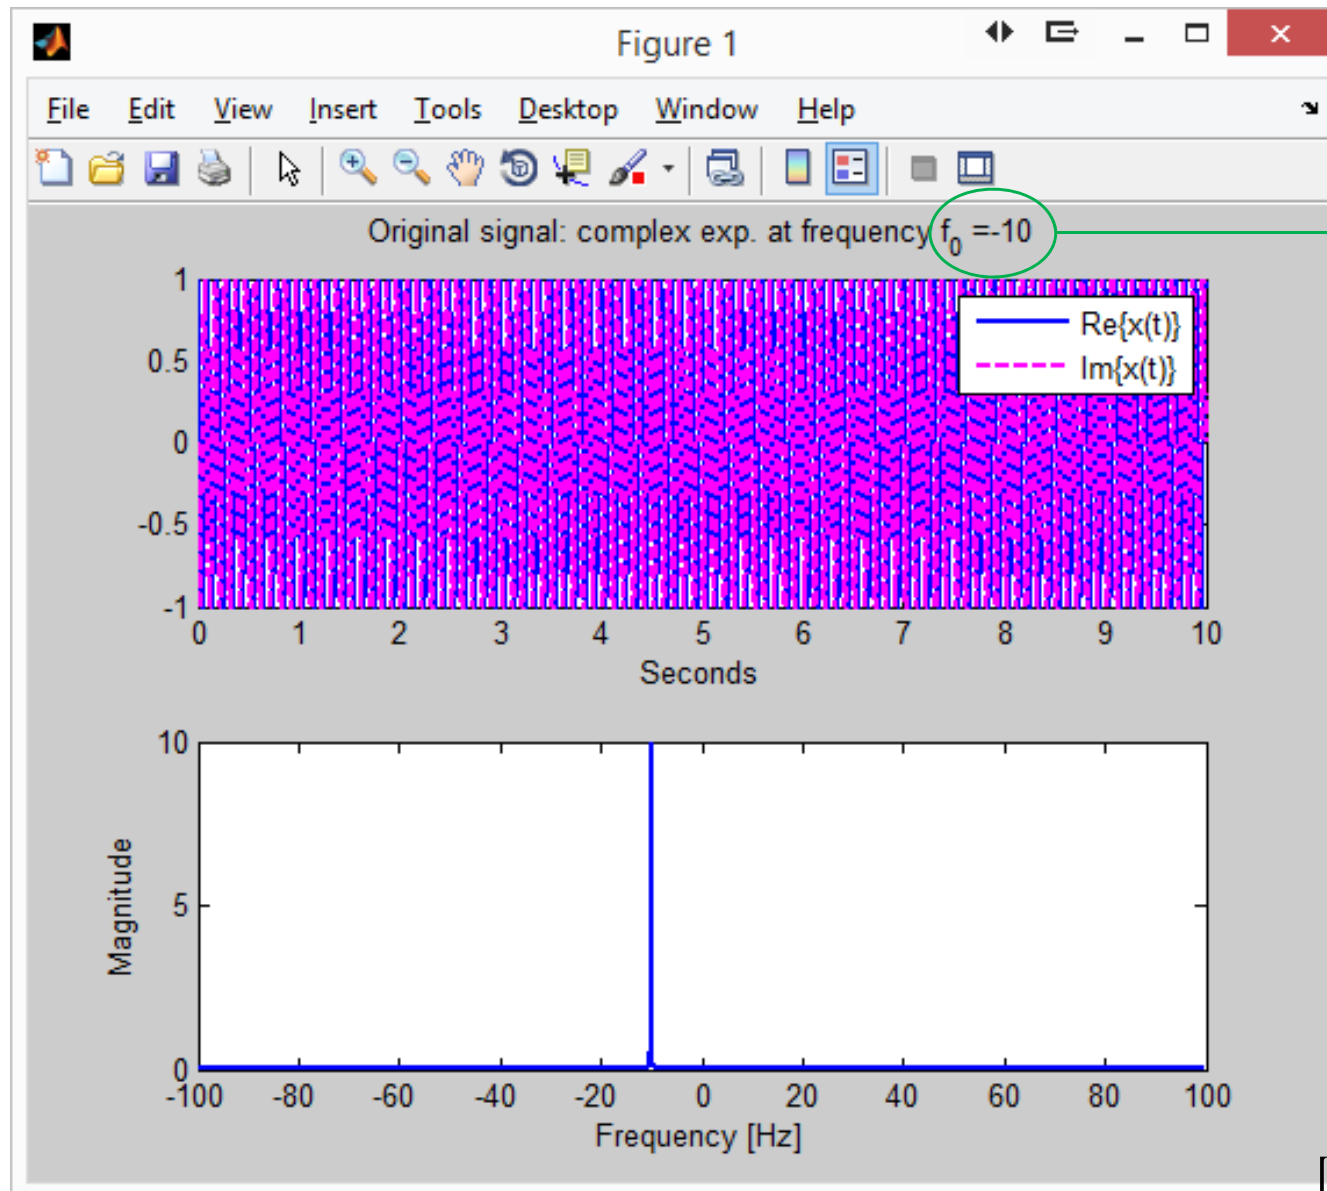 Figure 1
File Edit View Insert Tools Desktop Window Help
Original signal: complex exp. at frequency f0 =-10
1
0.5
0
-0.5
-1
Re{x(t)}
Im{x(t)}
0 1 2 3 4 5 6 7 8 9 10
Seconds
10
5
0
Magnitude
-100 -80 -60 -40 -20 0 20 40 60 80 100
Frequency [Hz]